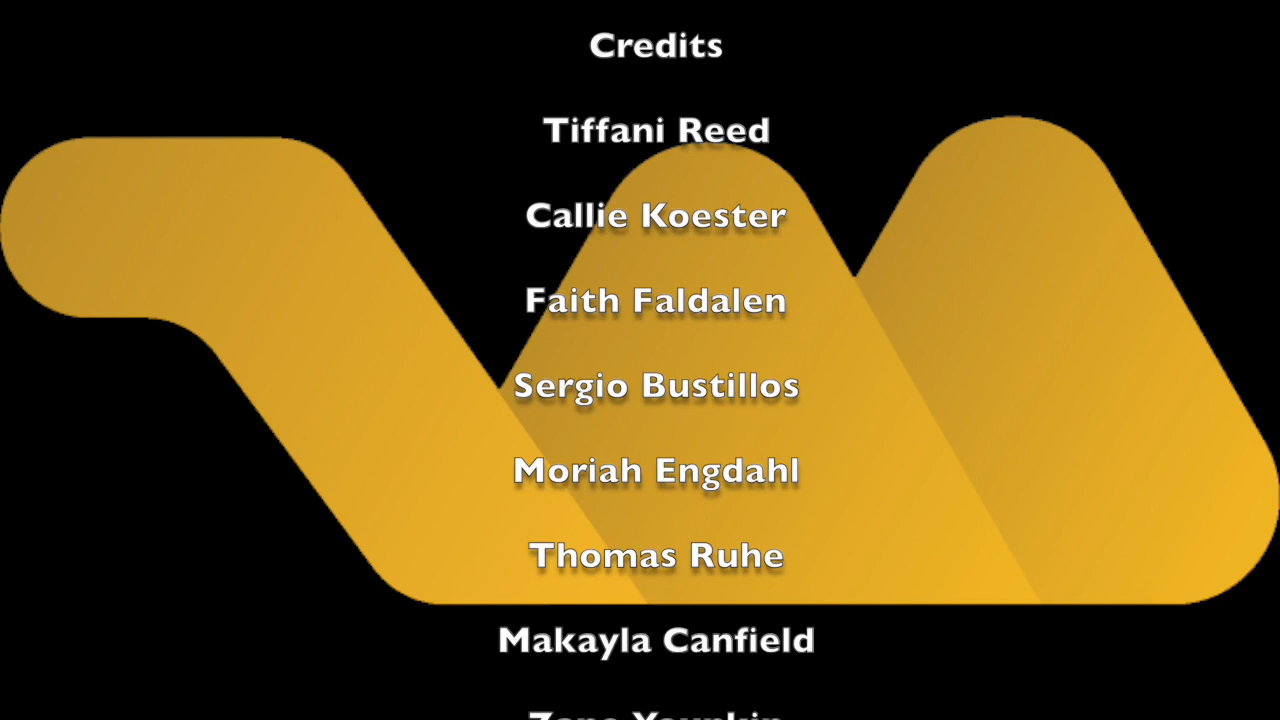 Credits
Tiffani Reed
Callie Koester
Faith Faldalen
Sergio Bustillos
Moriah Engdahl
Thomas Ruhe
Makayla Canfield